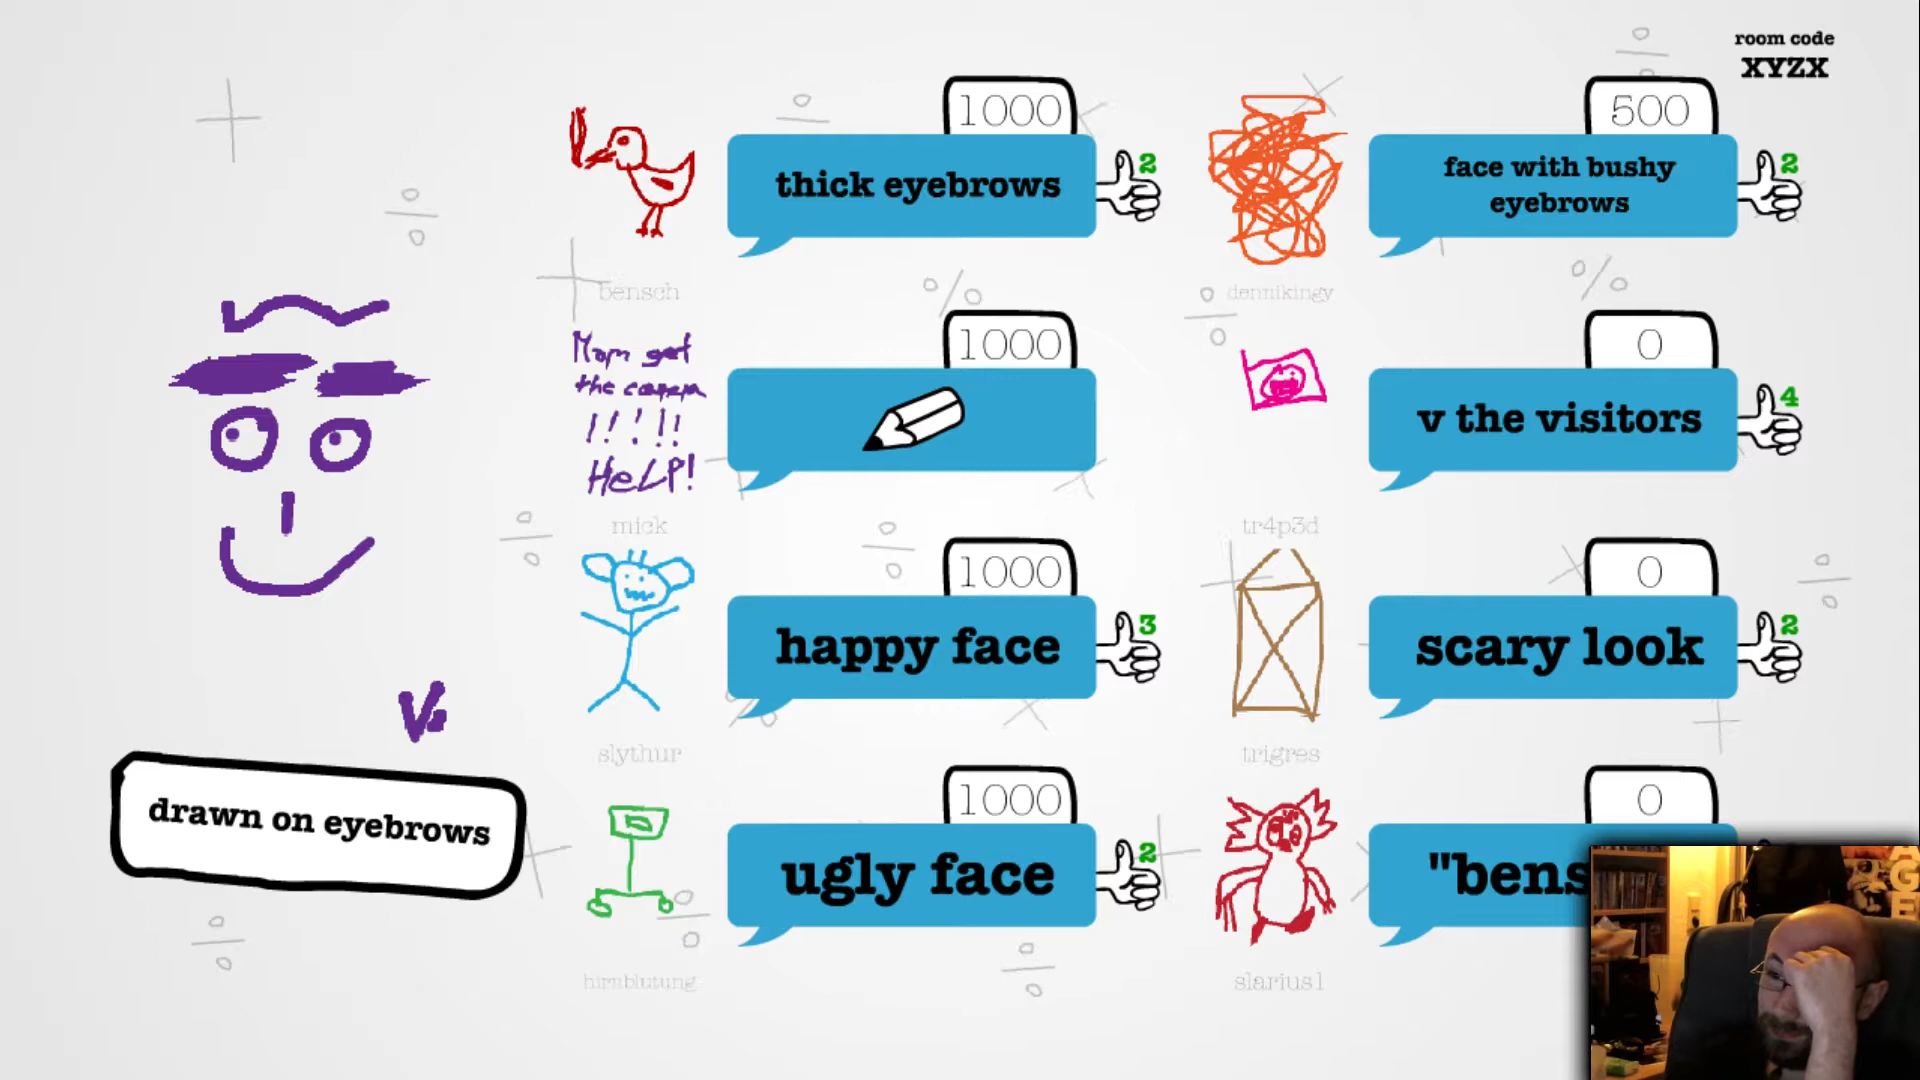 room code
XYZX
1000
thick eyebrows
2
bensch
500
face with bushy
eyebrows
2
dennikingy
Mom get
the camera
!!!!!
HeLP!
1000
mick
0
v the visitors
4
tr4p3d
1000
happy face
3
slythur
0
scary look
2
trigres
Vs
drawn on eyebrows
1000
ugly face
2
hirnblutung
0
"bens
slarius1